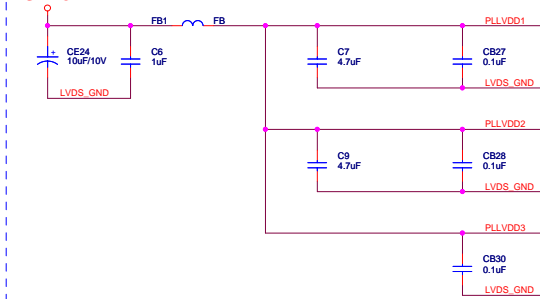 FB1 FB PLLVDD1
CE24 C6 C7 CB27
10uF/10V 1uF 4.7uF 0.1uF
LVDS_GND LVDS_GND
PLLVDD2
C9 CB28
4.7uF 0.1uF
LVDS_GND
PLLVDD3
CB30
0.1uF
LVDS_GND